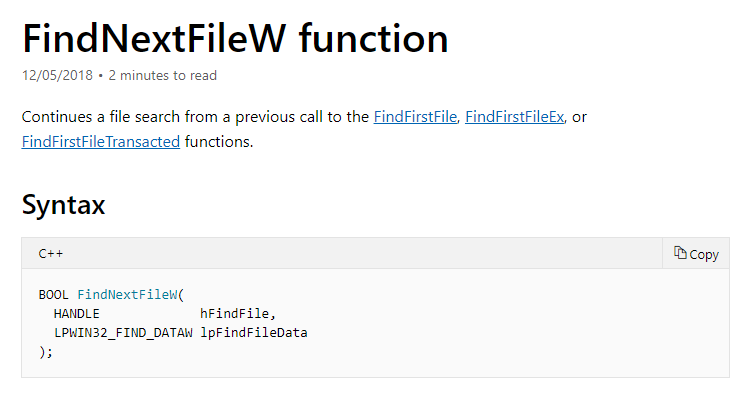 FindNextFileW function
12/05/2018 • 2 minutes to read
Continues a file search from a previous call to the FindFirstFile, FindFirstFileEx, or
FindFirstFileTransacted functions.
Syntax
C++ Copy
BOOL FindNextFileW(
  HANDLE             hFindFile,
  LPWIN32_FIND_DATAW lpFindFileData
);